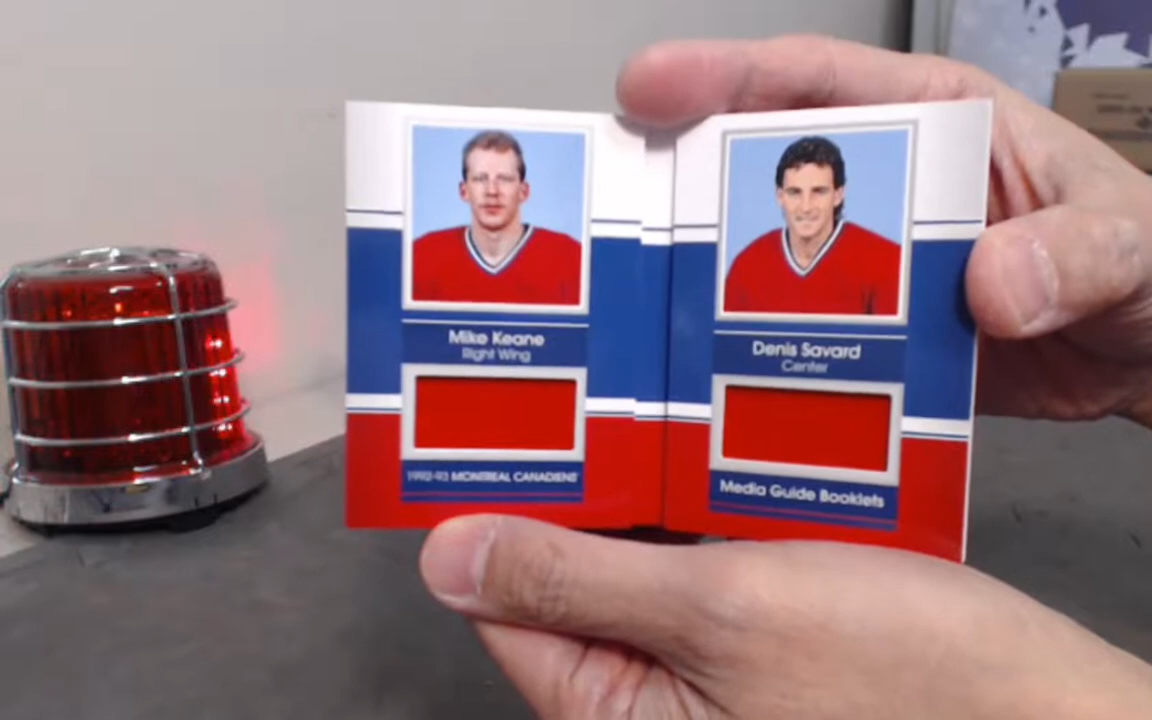 Mike Keane
Right Wing
1992-93 MONTREAL CANADIENS
Denis Savard
Center
Media Guide Booklets